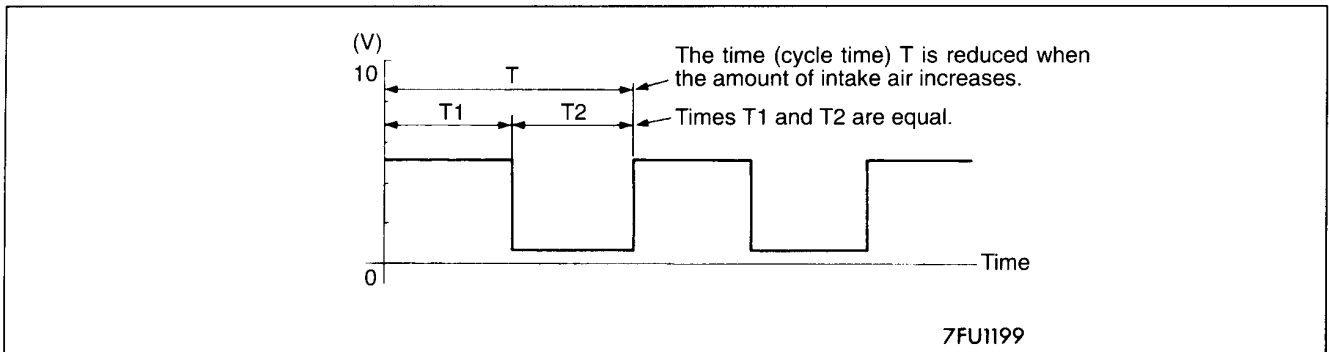 (V)
10
T
The time (cycle time) T is reduced when
the amount of intake air increases.
T1
T2
Times T1 and T2 are equal.
Time
0
7FU1199